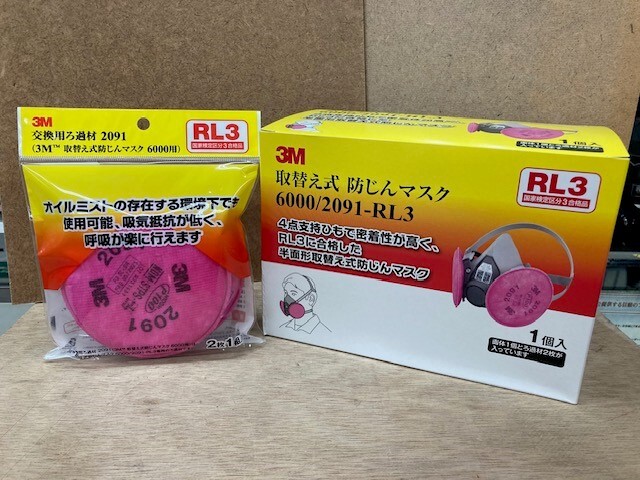 3M
交換用ろ過材 2091
(3M™ 取替え式防じんマスク 6000用)
RL3
国家検定区分3合格品
オイルミストの存在する環境下でも
使用可能、吸気抵抗が低く、
呼吸が楽に行えます
3M
P100
2091
2枚1組
3M
取替え式 防じんマスク
6000/2091-RL3
RL3
国家検定区分3合格品
4点支持ひもで密着性が高く、
RL3に合格した
半面形取替え式防じんマスク
2091
1個入
面体1個とろ過材2枚が
入っています
1個入